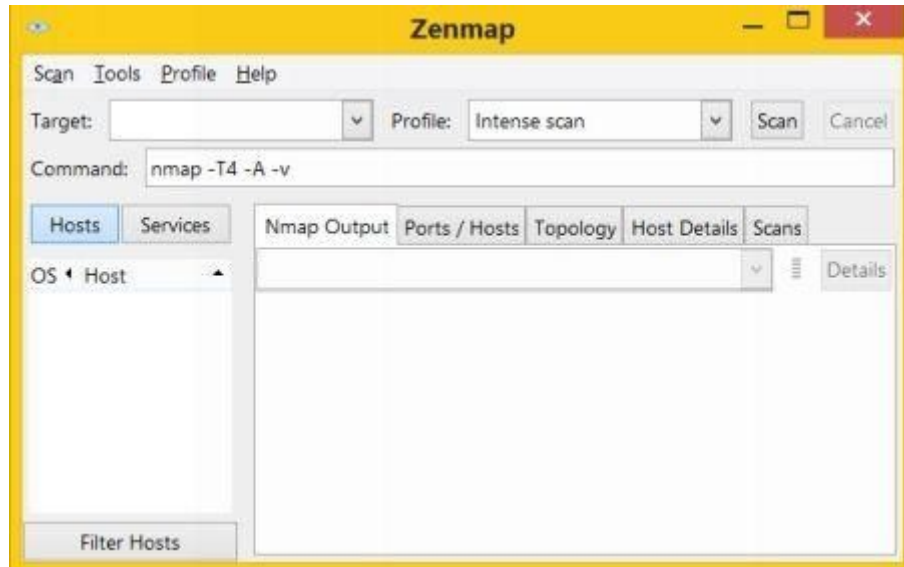 Zenmap
Scan Tools Profile Help
Target: Profile: Intense scan Scan Cancel
Command: nmap -T4 -A -v
Hosts Services Nmap Output Ports / Hosts Topology Host Details Scans
OS Host Details
Filter Hosts